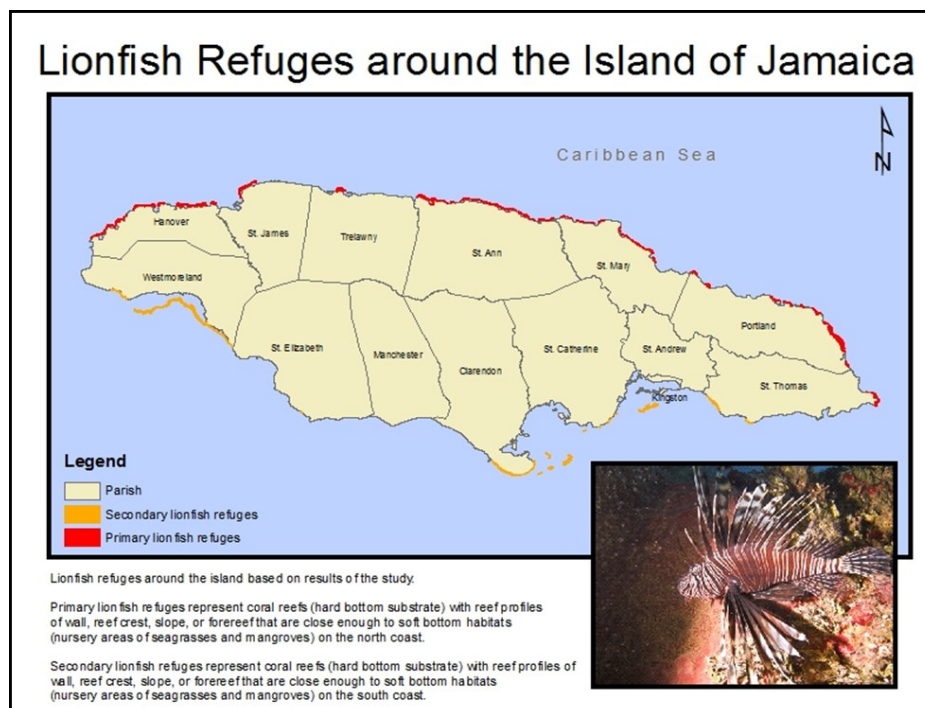 Lionfish Refuges around the Island of Jamaica
Caribbean Sea
N
Hanover
St. James
Trelawny
St. Ann
St. Mary
Westmoreland
Portland
St. Elizabeth
Manchester
Clarendon
St. Catherine
St. Andrew
St. Thomas
Kingston
Legend
Parish
Secondary lionfish refuges
Primary lionfish refuges
Lionfish refuges around the island based on results of the study.
Primary lionfish refuges represent coral reefs (hard bottom substrate) with reef profiles
of wall, reef crest, slope, or forereef that are close enough to soft bottom habitats
(nursery areas of seagrasses and mangroves) on the north coast.
Secondary lionfish refuges represent coral reefs (hard bottom substrate) with reef profiles of
wall, reef crest, slope, or forereef that are close enough to soft bottom habitats
(nursery areas of seagrasses and mangroves) on the south coast.